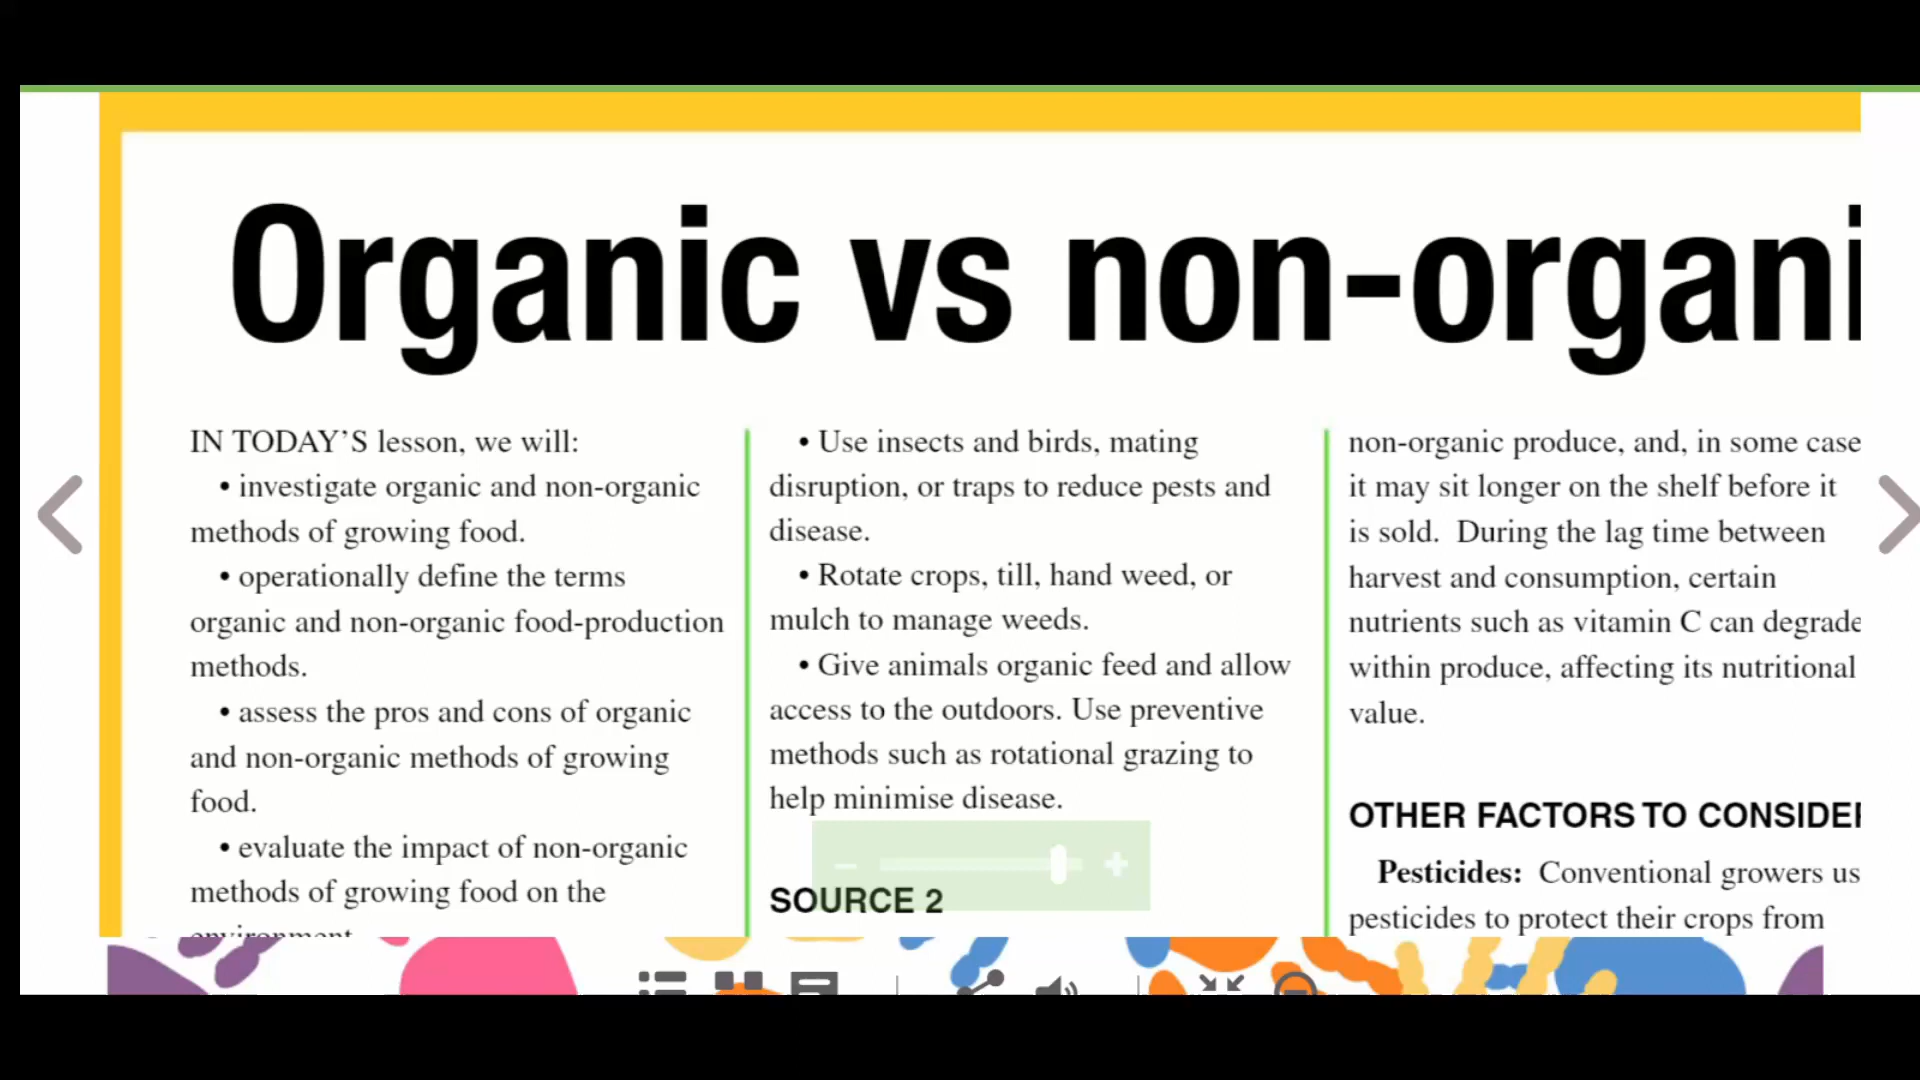 Organic vs non-organi
IN TODAY’S lesson, we will:
• investigate organic and non-organic
methods of growing food.
• operationally define the terms
organic and non-organic food-production
methods.
• assess the pros and cons of organic
and non-organic methods of growing
food.
• evaluate the impact of non-organic
methods of growing food on the
environment
• Use insects and birds, mating
disruption, or traps to reduce pests and
disease.
• Rotate crops, till, hand weed, or
mulch to manage weeds.
• Give animals organic feed and allow
access to the outdoors. Use preventive
methods such as rotational grazing to
help minimise disease.
SOURCE 2
non-organic produce, and, in some case
it may sit longer on the shelf before it
is sold.  During the lag time between
harvest and consumption, certain
nutrients such as vitamin C can degrade
within produce, affecting its nutritional
value.
OTHER FACTORS TO CONSIDER
Pesticides:  Conventional growers us
pesticides to protect their crops from